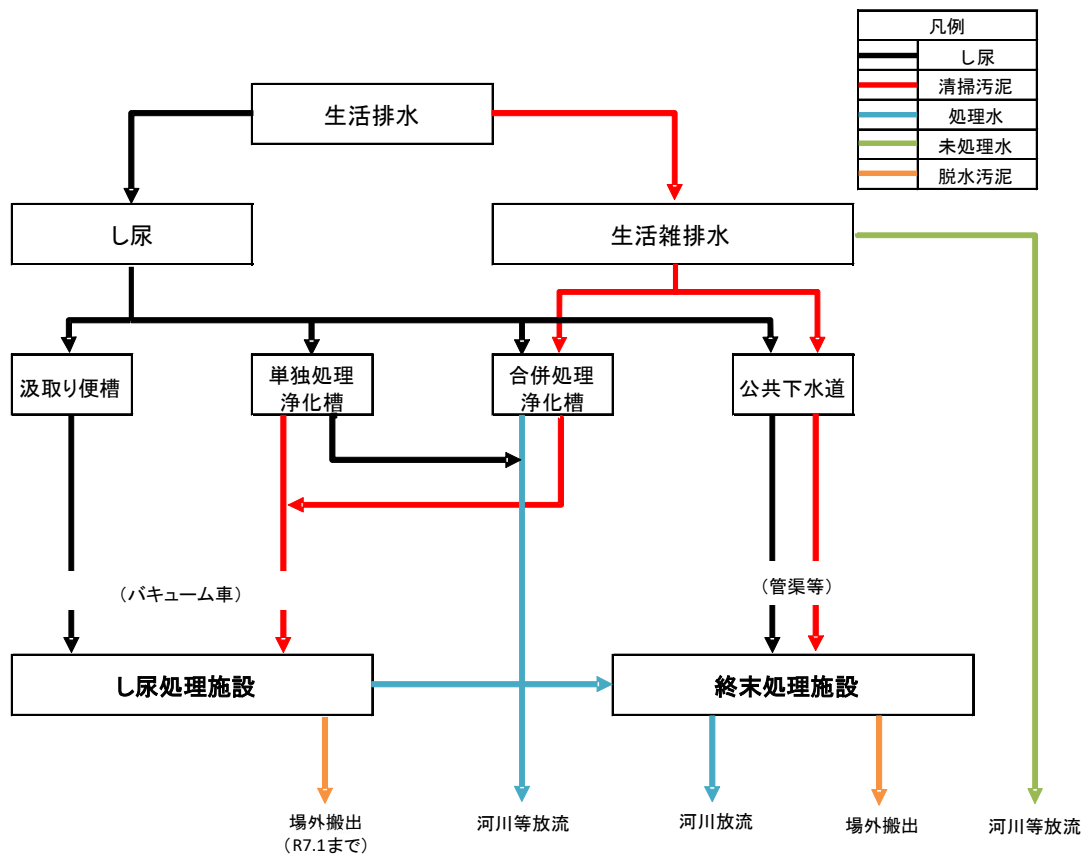 凡例
し尿
清掃汚泥
処理水
未処理水
脱水汚泥
生活排水
し尿
生活雑排水
汲取り便槽
単独処理
浄化槽
合併処理
浄化槽
公共下水道
（バキューム車）
（管渠等）
し尿処理施設
終末処理施設
場外搬出
（R7.1まで）
河川等放流
河川放流
場外搬出
河川等放流